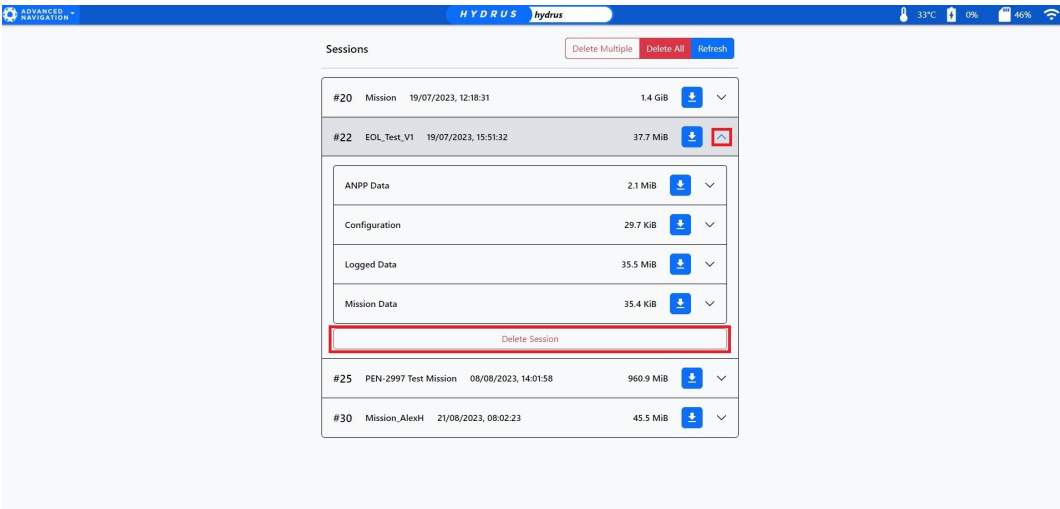 ADVANCED
NAVIGATION
HYDRUS hydrus
33°C 0% 46%
Sessions Delete Multiple Delete All Refresh
#20 Mission 19/07/2023, 12:18:31 1.4 GiB
#22 EOL_Test_V1 19/07/2023, 15:51:32 37.7 MiB
ANPP Data 2.1 MiB
Configuration 29.7 KiB
Logged Data 35.5 MiB
Mission Data 35.4 KiB
Delete Session
#25 PEN-2997 Test Mission 08/08/2023, 14:01:58 960.9 MiB
#30 Mission_AlexH 21/08/2023, 08:02:23 45.5 MiB